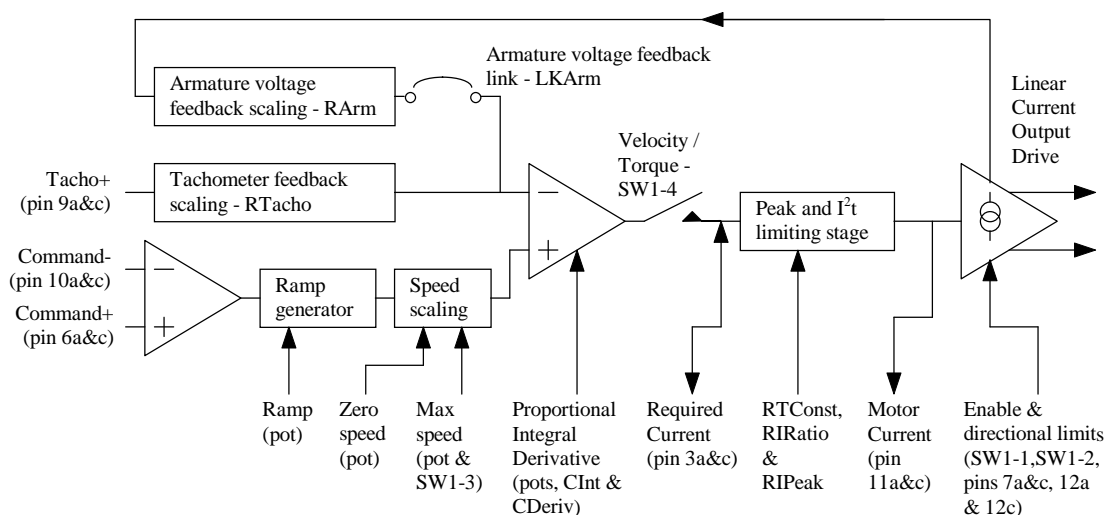 Armature voltage
feedback scaling - RArm
Armature voltage feedback
link - LKArm
Linear
Current
Output
Drive
Velocity /
Torque -
SW1-4
Tacho+
(pin 9a&c)
Tachometer feedback
scaling - RTacho
Peak and I²t
limiting stage
Command-
(pin 10a&c)
Command+
(pin 6a&c)
Ramp
generator
Speed
scaling
Ramp
(pot)
Zero
speed
(pot)
Max
speed
(pot &
SW1-3)
Proportional
Integral
Derivative
(pots, CInt &
CDeriv)
Required
Current
(pin 3a&c)
RTConst,
RIRatio
&
RIPeak
Motor
Current
(pin
11a&c)
Enable &
directional limits
(SW1-1,SW1-2,
pins 7a&c, 12a
& 12c)